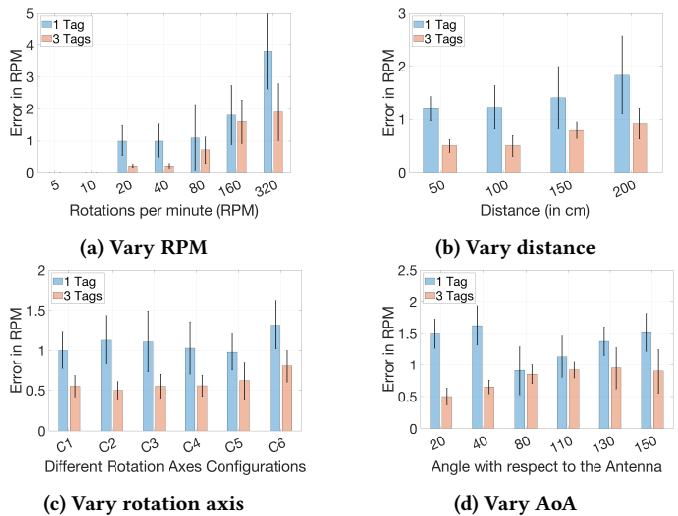 5
4
3
2
1
0
Error in RPM
1 Tag
3 Tags
5 10 20 40 80 160 320
Rotations per minute (RPM)
(a) Vary RPM
3
2
1
0
Error in RPM
1 Tag
3 Tags
50 100 150 200
Distance (in cm)
(b) Vary distance
2
1.5
1
0.5
0
Error in RPM
1 Tag
3 Tags
C1 C2 C3 C4 C5 C6
Different Rotation Axes Configurations
(c) Vary rotation axis
2.5
2
1.5
1
0.5
0
Error in RPM
1 Tag
3 Tags
20 40 80 110 130 150
Angle with respect to the Antenna
(d) Vary AoA